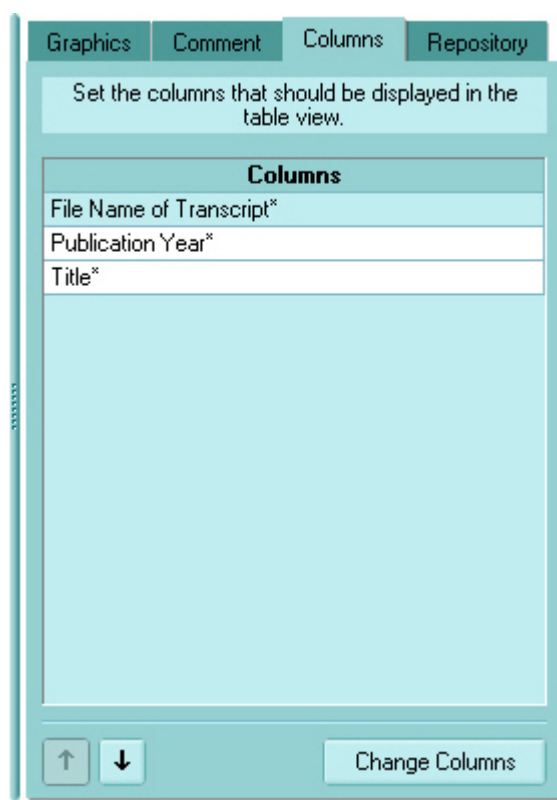 Graphics Comment Columns Repository
Set the columns that should be displayed in the
table view.
Columns
File Name of Transcript*
Publication Year*
Title*
Change Columns